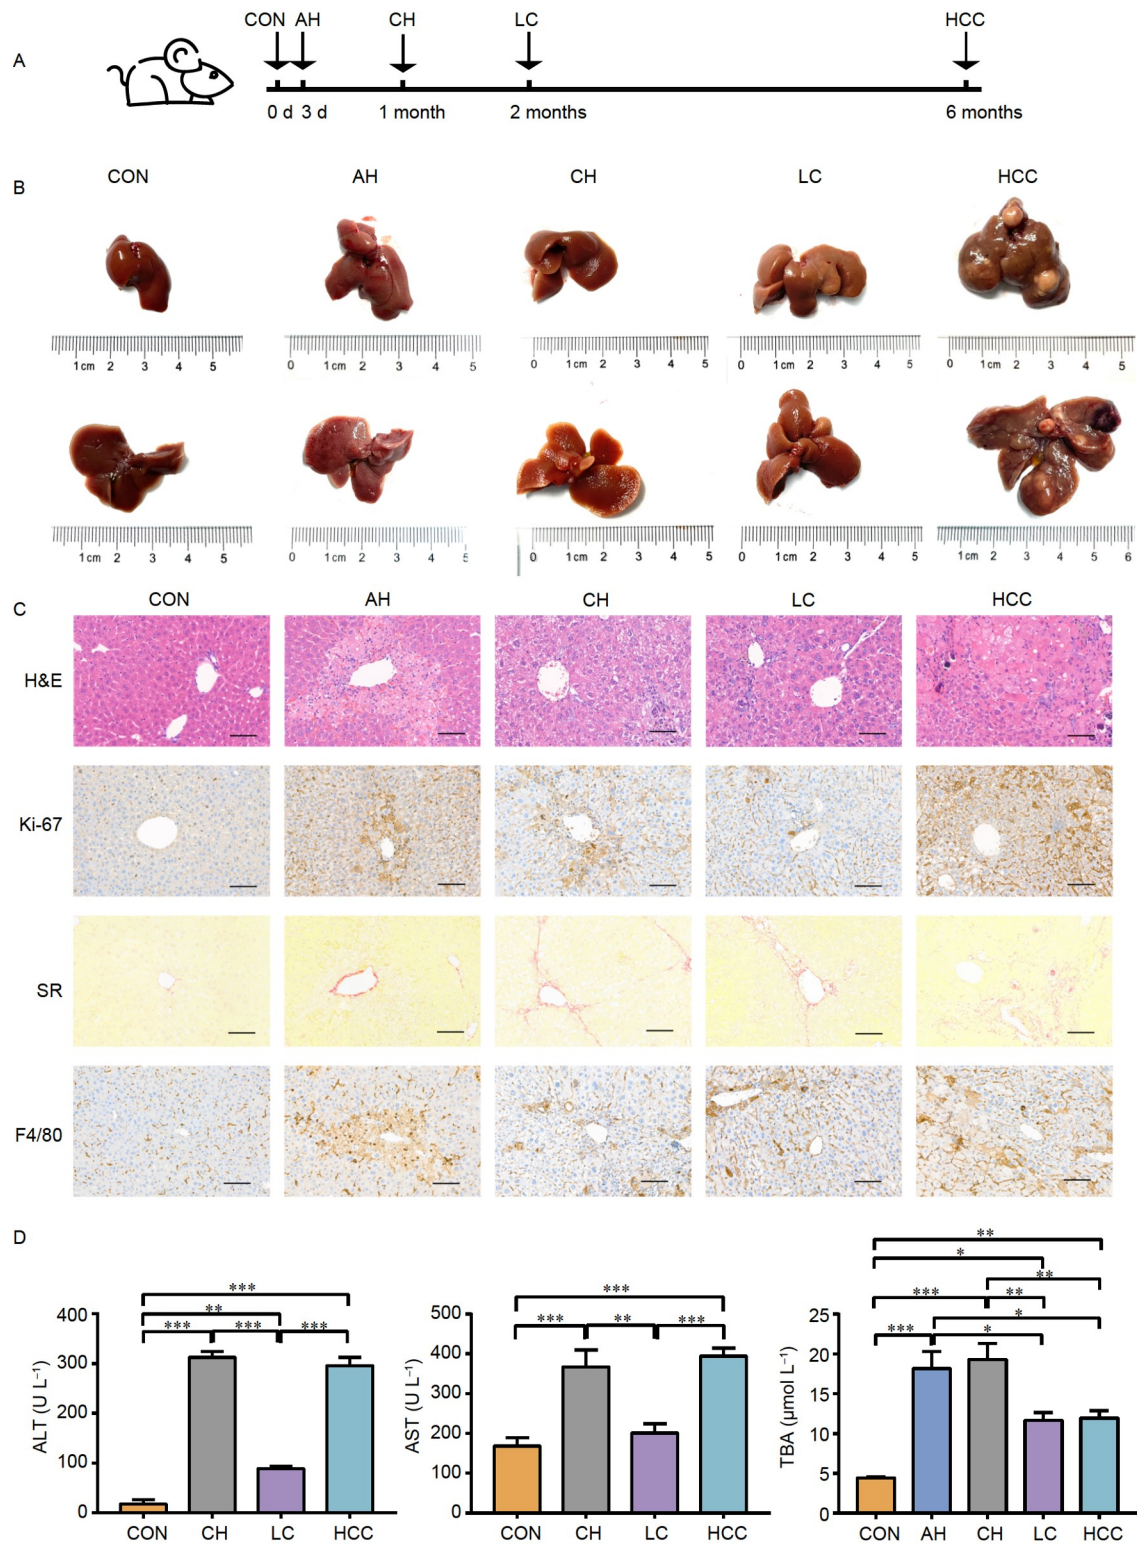 A
CON AH CH LC HCC
0 d 3 d 1 month 2 months 6 months
B
CON AH CH LC HCC
1 cm 2 3 4 5
0 1 cm 2 3 4 5
0 1 cm 2 3 4 5
0 1 cm 2 3 4 5
0 1 cm 2 3 4 5
1 cm 2 3 4 5
0 1 cm 2 3 4 5
0 1 cm 2 3 4 5
0 1 cm 2 3 4 5
1 cm 2 3 4 5 6
C
CON AH CH LC HCC
H&E
Ki-67
SR
F4/80
D
ALT (U L⁻¹)
400
300
200
100
0
***
**
*** *** ***
CON CH LC HCC
AST (U L⁻¹)
500
400
300
200
100
0
***
*** ** ***
CON CH LC HCC
TBA (µmol L⁻¹)
25
20
15
10
5
0
**
*
**
*** **
*
*** *
CON AH CH LC HCC